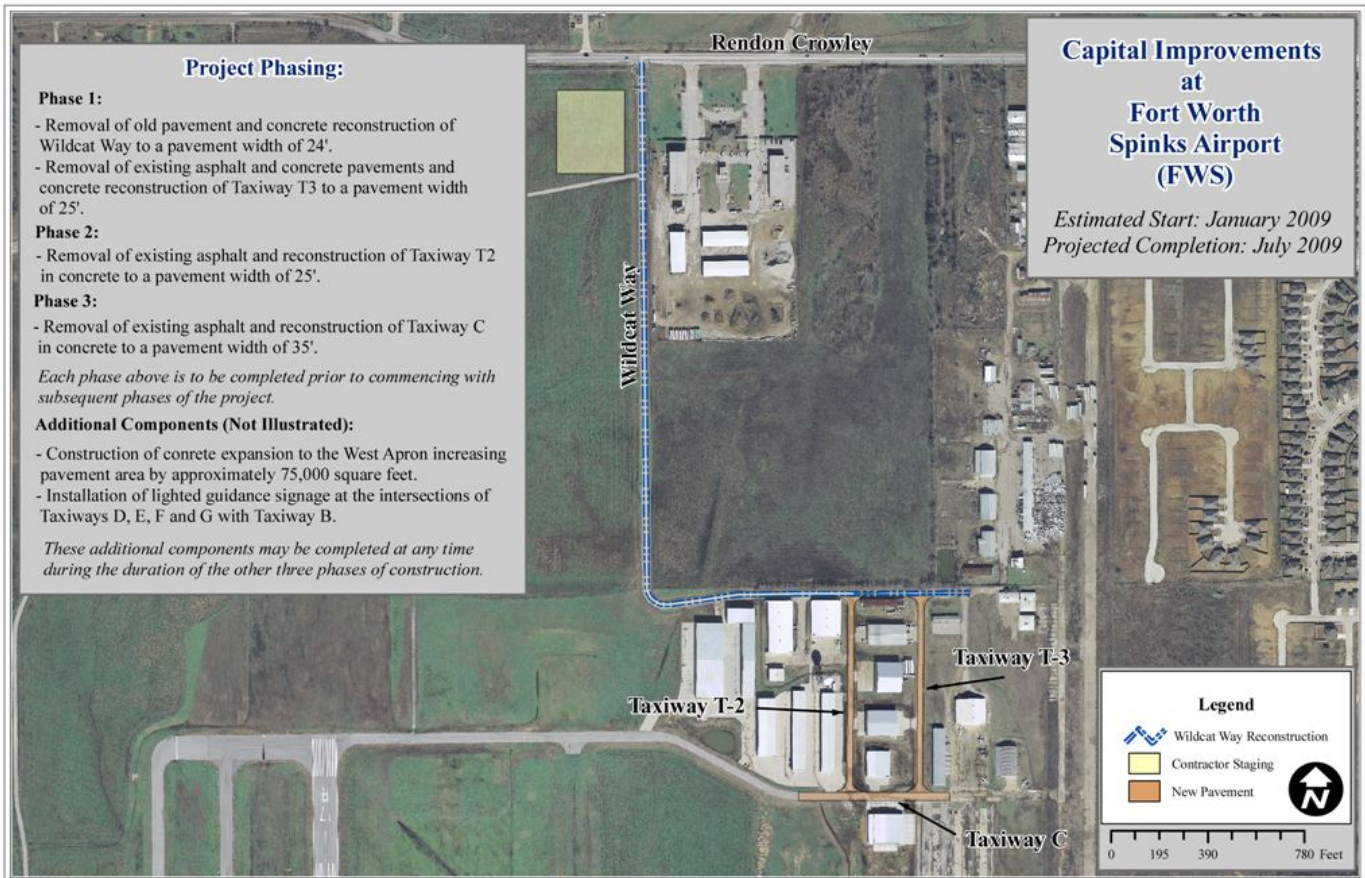 Rendon Crowley
Capital Improvements
at
Fort Worth
Spinks Airport
(FWS)
Estimated Start: January 2009
Projected Completion: July 2009
Project Phasing:
Phase 1:
- Removal of old pavement and concrete reconstruction of
Wildcat Way to a pavement width of 24'.
- Removal of existing asphalt and concrete pavements and
concrete reconstruction of Taxiway T3 to a pavement width
of 25'.
Phase 2:
- Removal of existing asphalt and reconstruction of Taxiway T2
in concrete to a pavement width of 25'.
Phase 3:
- Removal of existing asphalt and reconstruction of Taxiway C
in concrete to a pavement width of 35'.
Each phase above is to be completed prior to commencing with
subsequent phases of the project.
Additional Components (Not Illustrated):
- Construction of conrete expansion to the West Apron increasing
pavement area by approximately 75,000 square feet.
- Installation of lighted guidance signage at the intersections of
Taxiways D, E, F and G with Taxiway B.
These additional components may be completed at any time
during the duration of the other three phases of construction.
Wildcat Way
Taxiway T-3
Taxiway T-2
Taxiway C
Legend
Wildcat Way Reconstruction
Contractor Staging
New Pavement
N
0 195 390 780 Feet